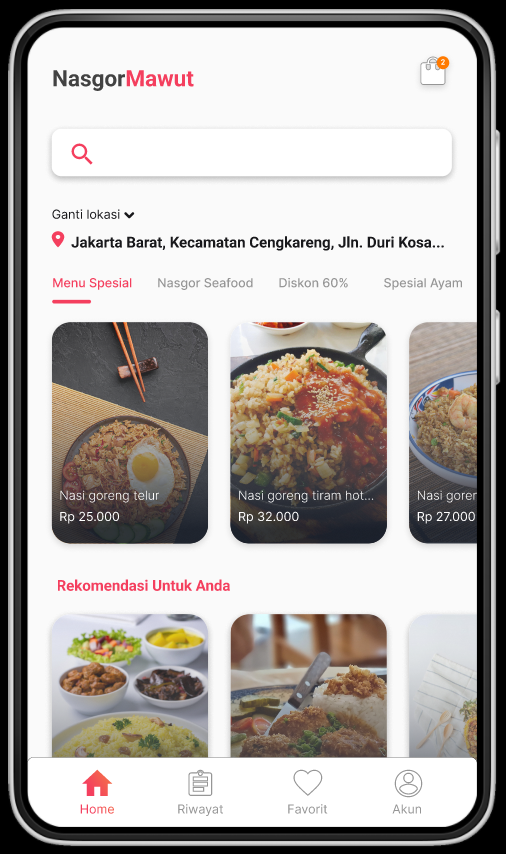 NasgorMawut
2
Ganti lokasi
Jakarta Barat, Kecamatan Cengkareng, Jln. Duri Kosa...
Menu Spesial Nasgor Seafood Diskon 60% Spesial Ayam
Nasi goreng telur
Rp 25.000
Nasi goreng tiram hot...
Rp 32.000
Nasi goren
Rp 27.000
Rekomendasi Untuk Anda
Home Riwayat Favorit Akun